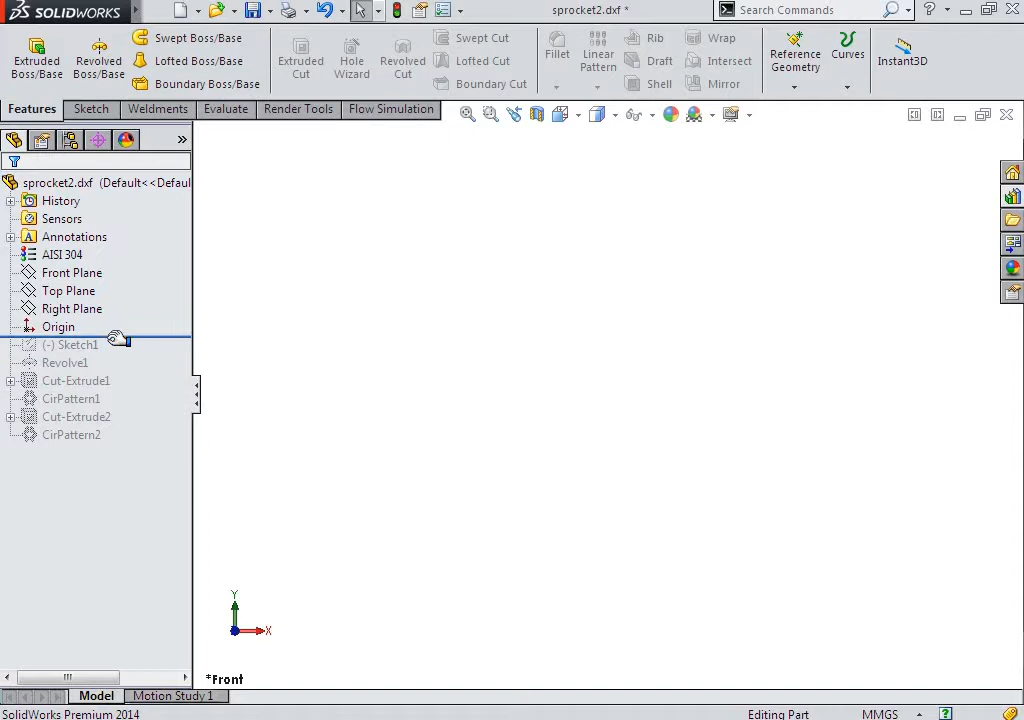 SOLIDWORKS
sprocket2.dxf *
Search Commands
Extruded Boss/Base
Revolved Boss/Base
Swept Boss/Base
Lofted Boss/Base
Boundary Boss/Base
Extruded Cut
Hole Wizard
Revolved Cut
Swept Cut
Lofted Cut
Boundary Cut
Fillet
Linear Pattern
Rib
Draft
Shell
Wrap
Intersect
Mirror
Reference Geometry
Curves
Instant3D
Features
Sketch
Weldments
Evaluate
Render Tools
Flow Simulation
sprocket2.dxf (Default<<Defaul
History
Sensors
Annotations
AISI 304
Front Plane
Top Plane
Right Plane
Origin
(-) Sketch1
Revolve1
Cut-Extrude1
CirPattern1
Cut-Extrude2
CirPattern2
Y
X
*Front
Model
Motion Study 1
SolidWorks Premium 2014
Editing Part
MMGS